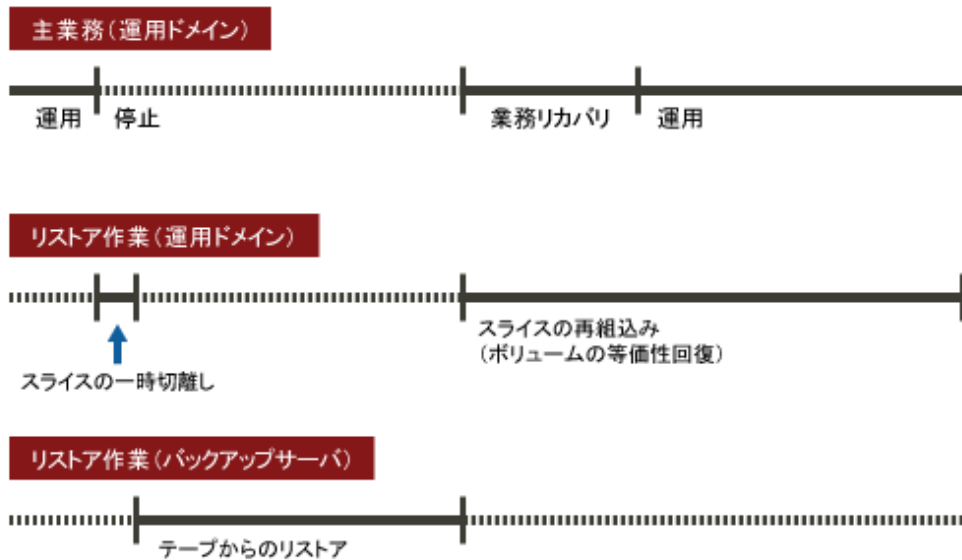 主業務(運用ドメイン)
運用
停止
業務リカバリ
運用
リストア作業(運用ドメイン)
スライスの一時切離し
スライスの再組込み
(ボリュームの等価性回復)
リストア作業(バックアップサーバ)
テープからのリストア